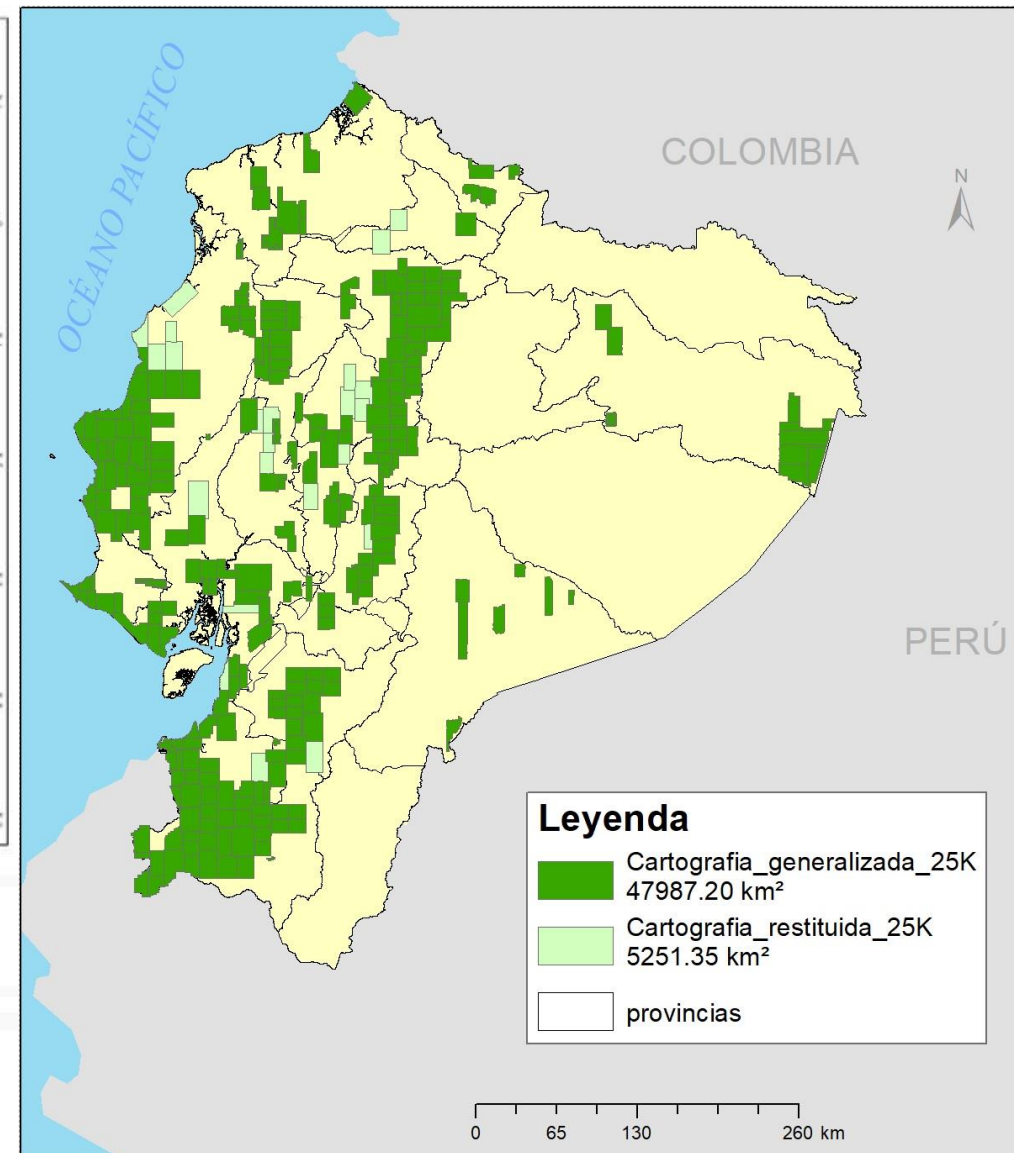 OCÉANO PACÍFICO
COLOMBIA
N
PERÚ
Leyenda
Cartografia_generalizada_25K
47987.20 km²
Cartografia_restituida_25K
5251.35 km²
provincias
0 65 130 260 km